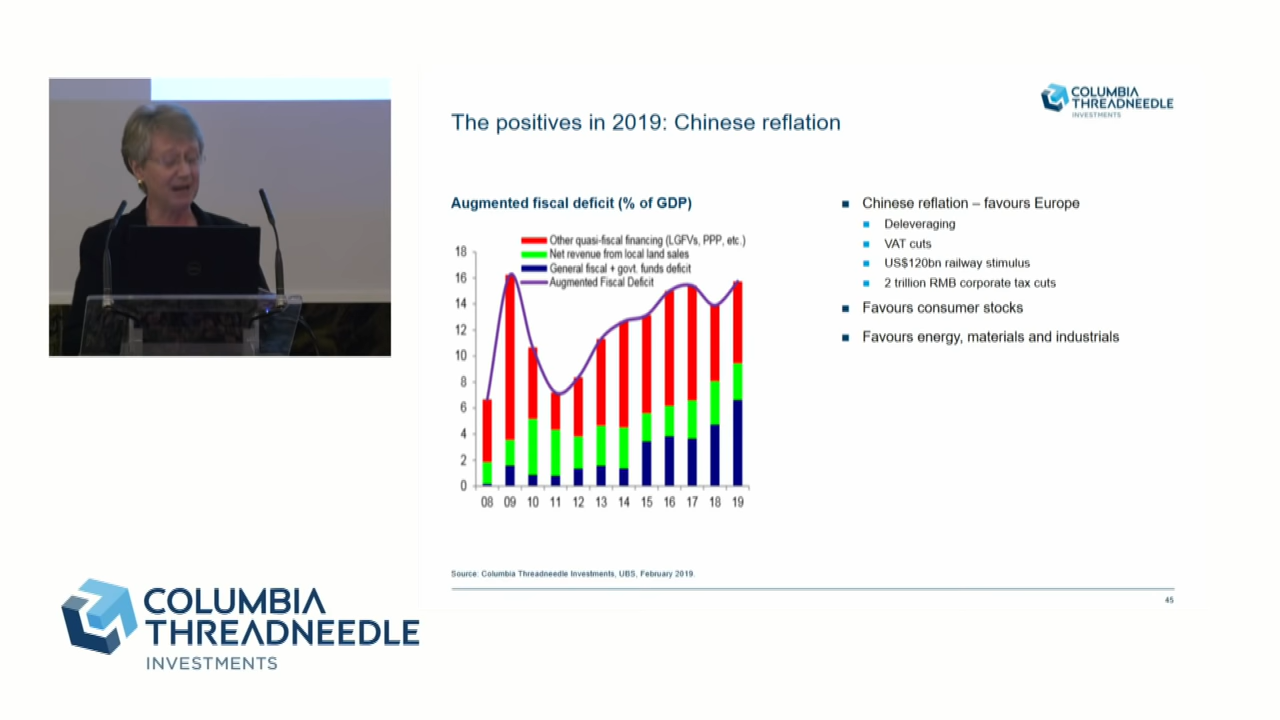 COLUMBIA
THREADNEEDLE
INVESTMENTS
The positives in 2019: Chinese reflation
Augmented fiscal deficit (% of GDP)
Other quasi-fiscal financing (LGFVs, PPP, etc.)
Net revenue from local land sales
General fiscal + govt. funds deficit
Augmented Fiscal Deficit
18
16
14
12
10
8
6
4
2
0
08 09 10 11 12 13 14 15 16 17 18 19
Chinese reflation – favours Europe
Deleveraging
VAT cuts
US$120bn railway stimulus
2 trillion RMB corporate tax cuts
Favours consumer stocks
Favours energy, materials and industrials
Source: Columbia Threadneedle Investments, UBS, February 2019.
45
COLUMBIA
THREADNEEDLE
INVESTMENTS